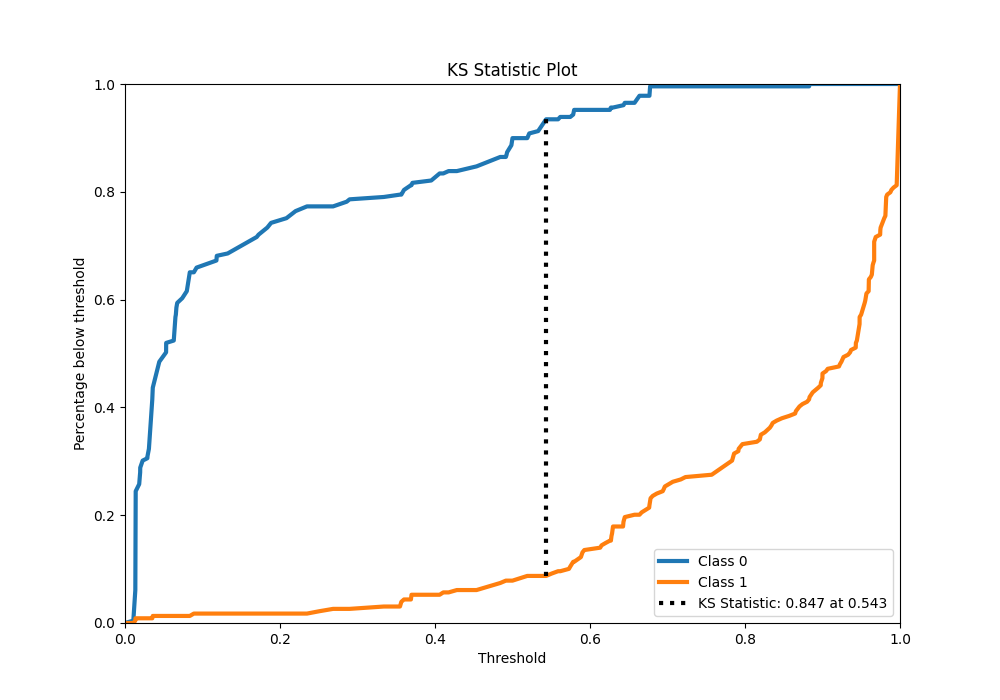 KS Statistic Plot
1.0
0.8
0.6
0.4
0.2
0.0
Percentage below threshold
0.0 0.2 0.4 0.6 0.8 1.0
Threshold
Class 0
Class 1
KS Statistic: 0.847 at 0.543